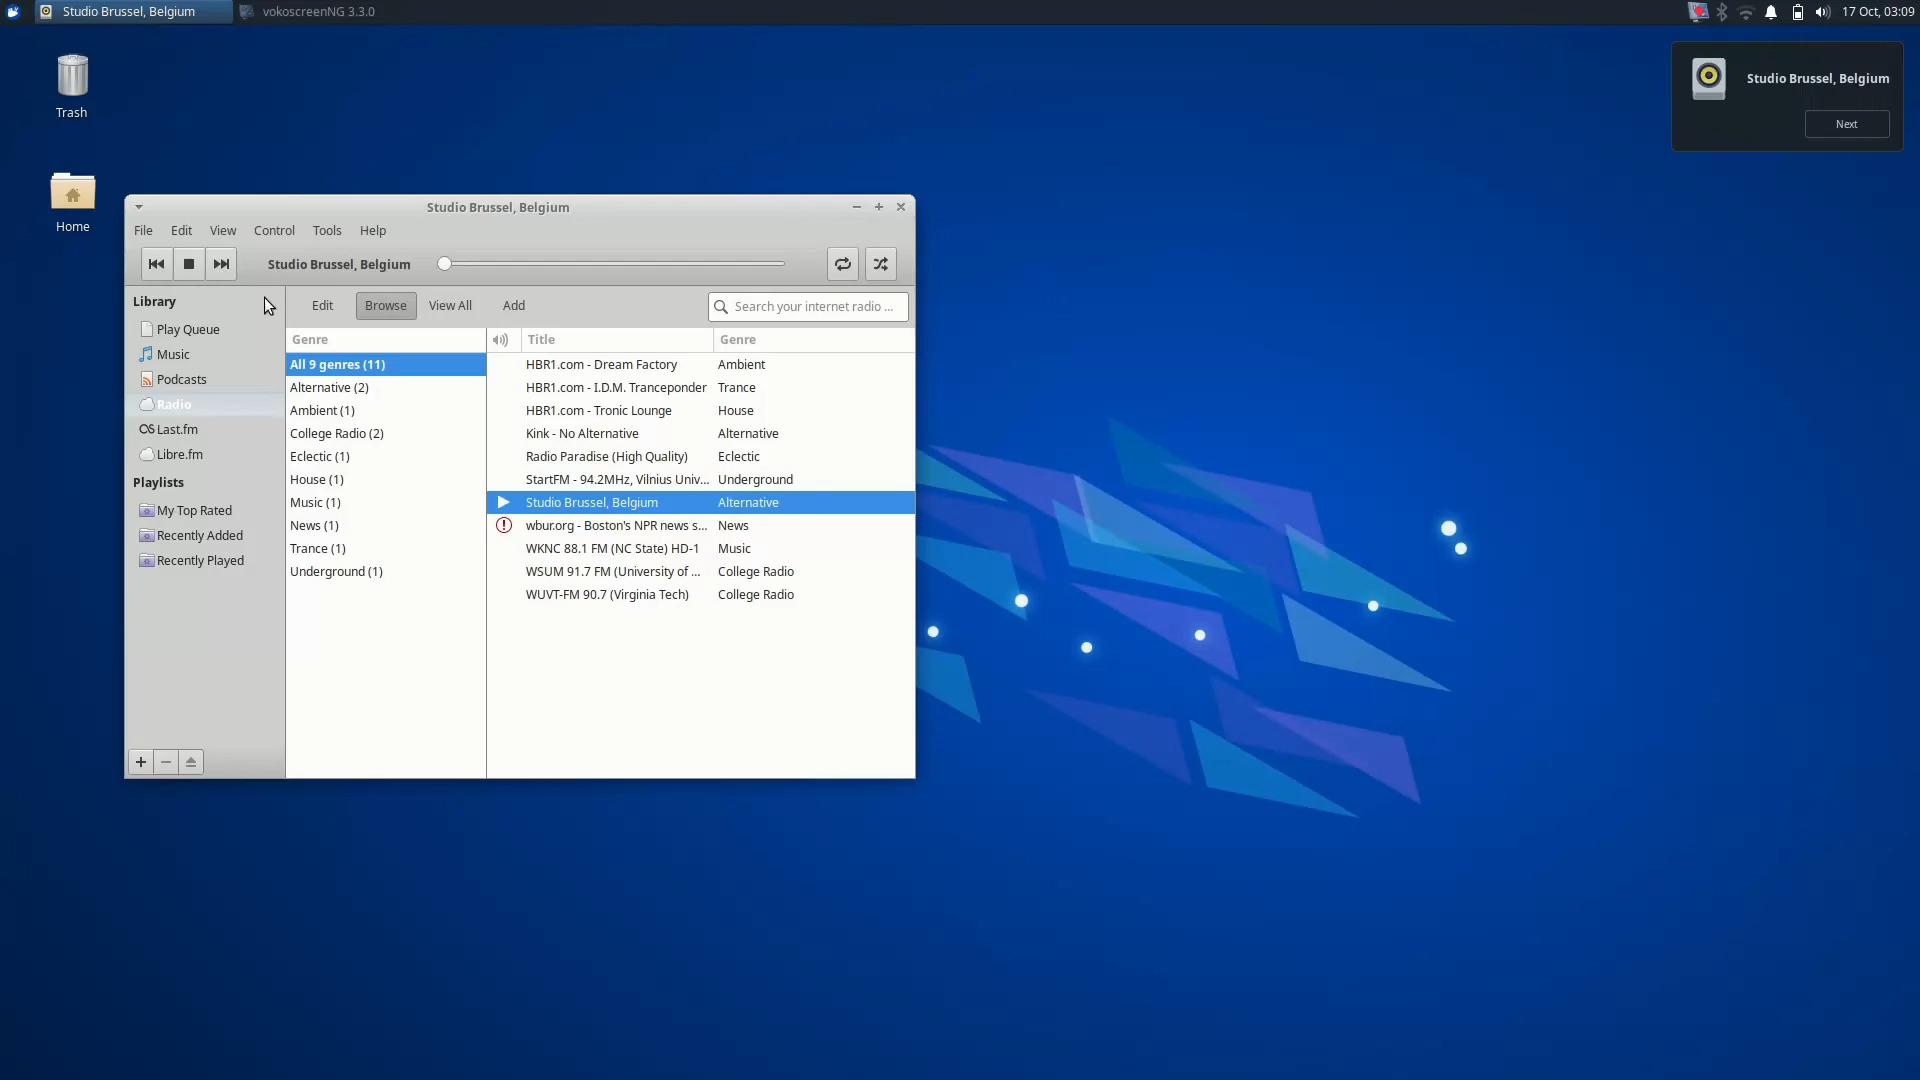 Studio Brussel, Belgium
vokoscreenNG 3.3.0
17 Oct, 03:09
Trash
Home
Studio Brussel, Belgium
Next
Studio Brussel, Belgium
File Edit View Control Tools Help
Studio Brussel, Belgium
Library
Play Queue
Music
Podcasts
Radio
Last.fm
Libre.fm
Playlists
My Top Rated
Recently Added
Recently Played
Edit Browse View All Add
Search your internet radio ...
Genre
All 9 genres (11)
Alternative (2)
Ambient (1)
College Radio (2)
Eclectic (1)
House (1)
Music (1)
News (1)
Trance (1)
Underground (1)
Title Genre
HBR1.com - Dream Factory Ambient
HBR1.com - I.D.M. Tranceponder Trance
HBR1.com - Tronic Lounge House
Kink - No Alternative Alternative
Radio Paradise (High Quality) Eclectic
StartFM - 94.2MHz, Vilnius Univ... Underground
Studio Brussel, Belgium Alternative
wbur.org - Boston's NPR news s... News
WKNC 88.1 FM (NC State) HD-1 Music
WSUM 91.7 FM (University of ... College Radio
WUVT-FM 90.7 (Virginia Tech) College Radio